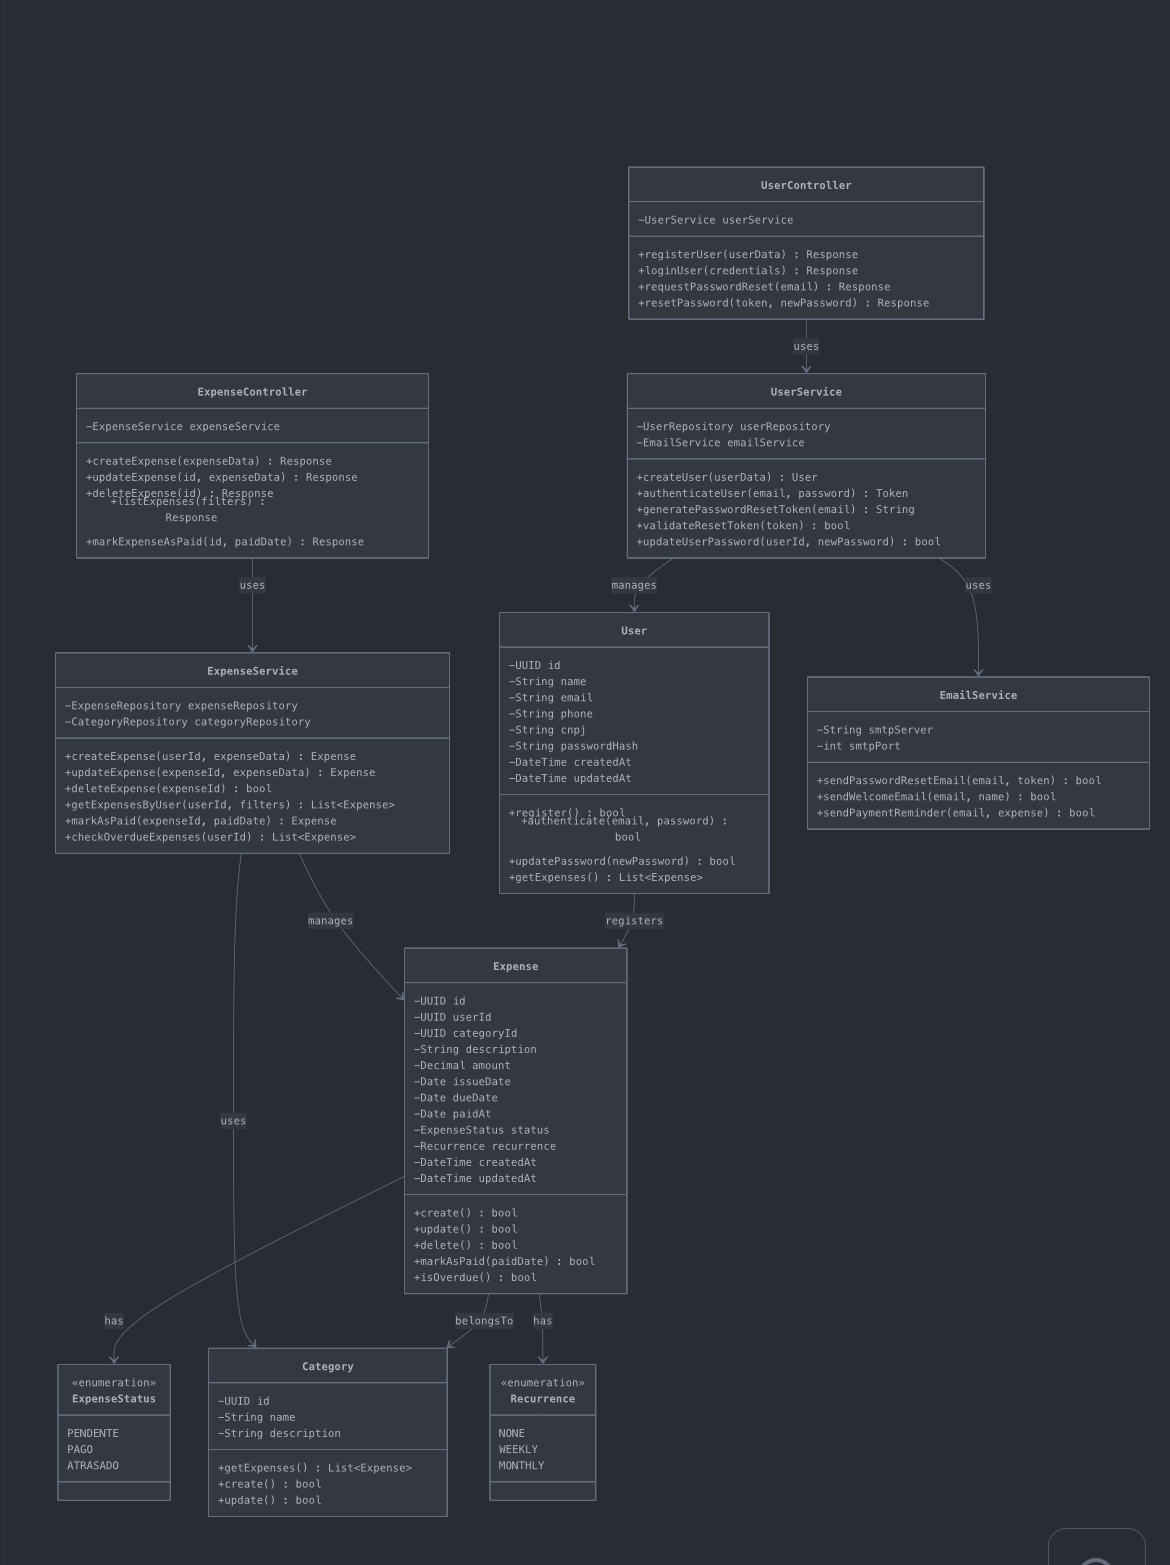 UserController
-UserService userService
+registerUser(userData) : Response
+loginUser(credentials) : Response
+requestPasswordReset(email) : Response
+resetPassword(token, newPassword) : Response
uses
ExpenseController
-ExpenseService expenseService
+createExpense(expenseData) : Response
+updateExpense(id, expenseData) : Response
+deleteExpense(id) : Response
+listExpenses(filters) :
Response
+markExpenseAsPaid(id, paidDate) : Response
UserService
-UserRepository userRepository
-EmailService emailService
+createUser(userData) : User
+authenticateUser(email, password) : Token
+generatePasswordResetToken(email) : String
+validateResetToken(token) : bool
+updateUserPassword(userId, newPassword) : bool
uses
manages
uses
ExpenseService
-ExpenseRepository expenseRepository
-CategoryRepository categoryRepository
+createExpense(userId, expenseData) : Expense
+updateExpense(expenseId, expenseData) : Expense
+deleteExpense(expenseId) : bool
+getExpensesByUser(userId, filters) : List<Expense>
+markAsPaid(expenseId, paidDate) : Expense
+checkOverdueExpenses(userId) : List<Expense>
User
-UUID id
-String name
-String email
-String phone
-String cnpj
-String passwordHash
-DateTime createdAt
-DateTime updatedAt
+register() : bool
+authenticate(email, password) :
bool
+updatePassword(newPassword) : bool
+getExpenses() : List<Expense>
EmailService
-String smtpServer
-int smtpPort
+sendPasswordResetEmail(email, token) : bool
+sendWelcomeEmail(email, name) : bool
+sendPaymentReminder(email, expense) : bool
manages
registers
Expense
-UUID id
-UUID userId
-UUID categoryId
-String description
-Decimal amount
-Date issueDate
-Date dueDate
-Date paidAt
-ExpenseStatus status
-Recurrence recurrence
-DateTime createdAt
-DateTime updatedAt
+create() : bool
+update() : bool
+delete() : bool
+markAsPaid(paidDate) : bool
+isOverdue() : bool
uses
has
belongsTo
has
«enumeration»
ExpenseStatus
PENDENTE
PAGO
ATRASADO
Category
-UUID id
-String name
-String description
+getExpenses() : List<Expense>
+create() : bool
+update() : bool
«enumeration»
Recurrence
NONE
WEEKLY
MONTHLY